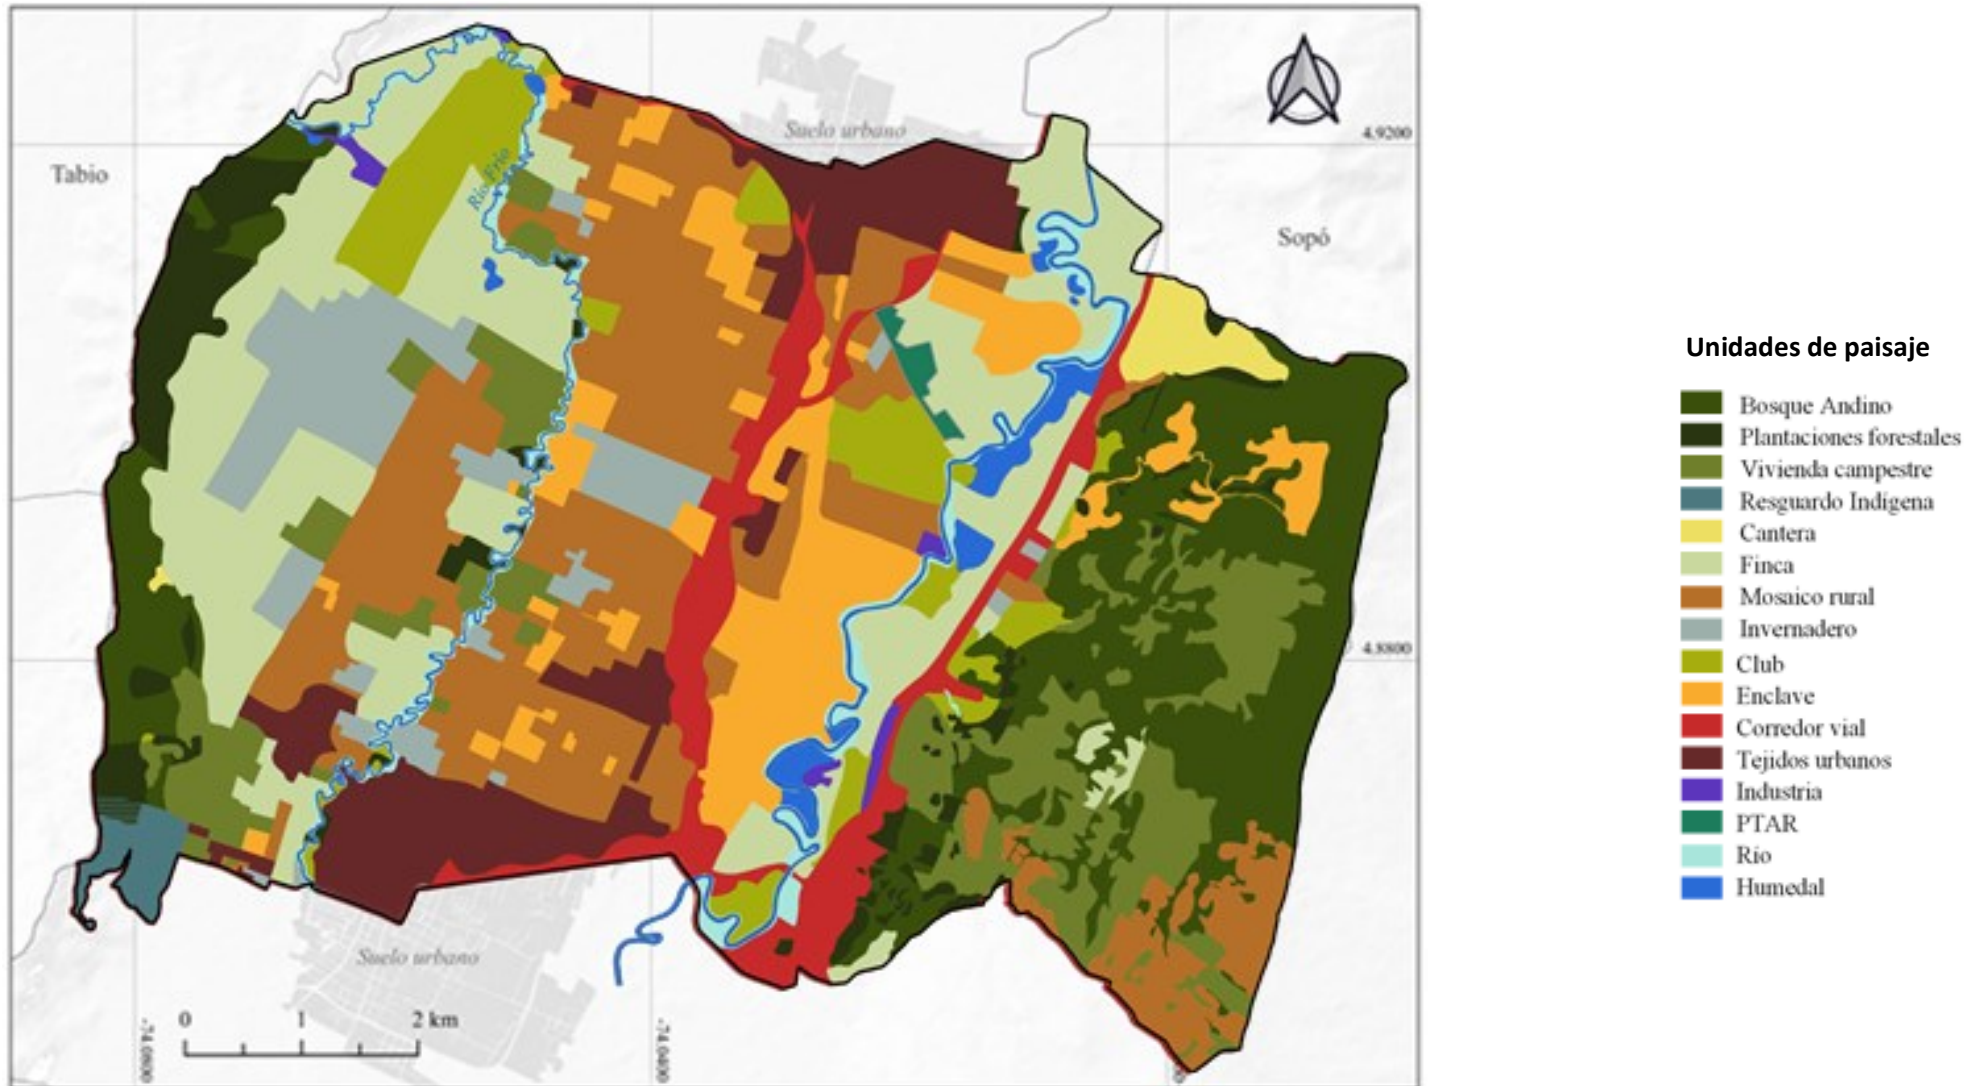 Suelo urbano
4.9200
Tabio
Río Frío
Sopó
4.8800
Suelo urbano
0 1 2 km
-74.0800
-74.0400
Unidades de paisaje
Bosque Andino
Plantaciones forestales
Vivienda campestre
Resguardo Indígena
Cantera
Finca
Mosaico rural
Invernadero
Club
Enclave
Corredor vial
Tejidos urbanos
Industria
PTAR
Río
Humedal